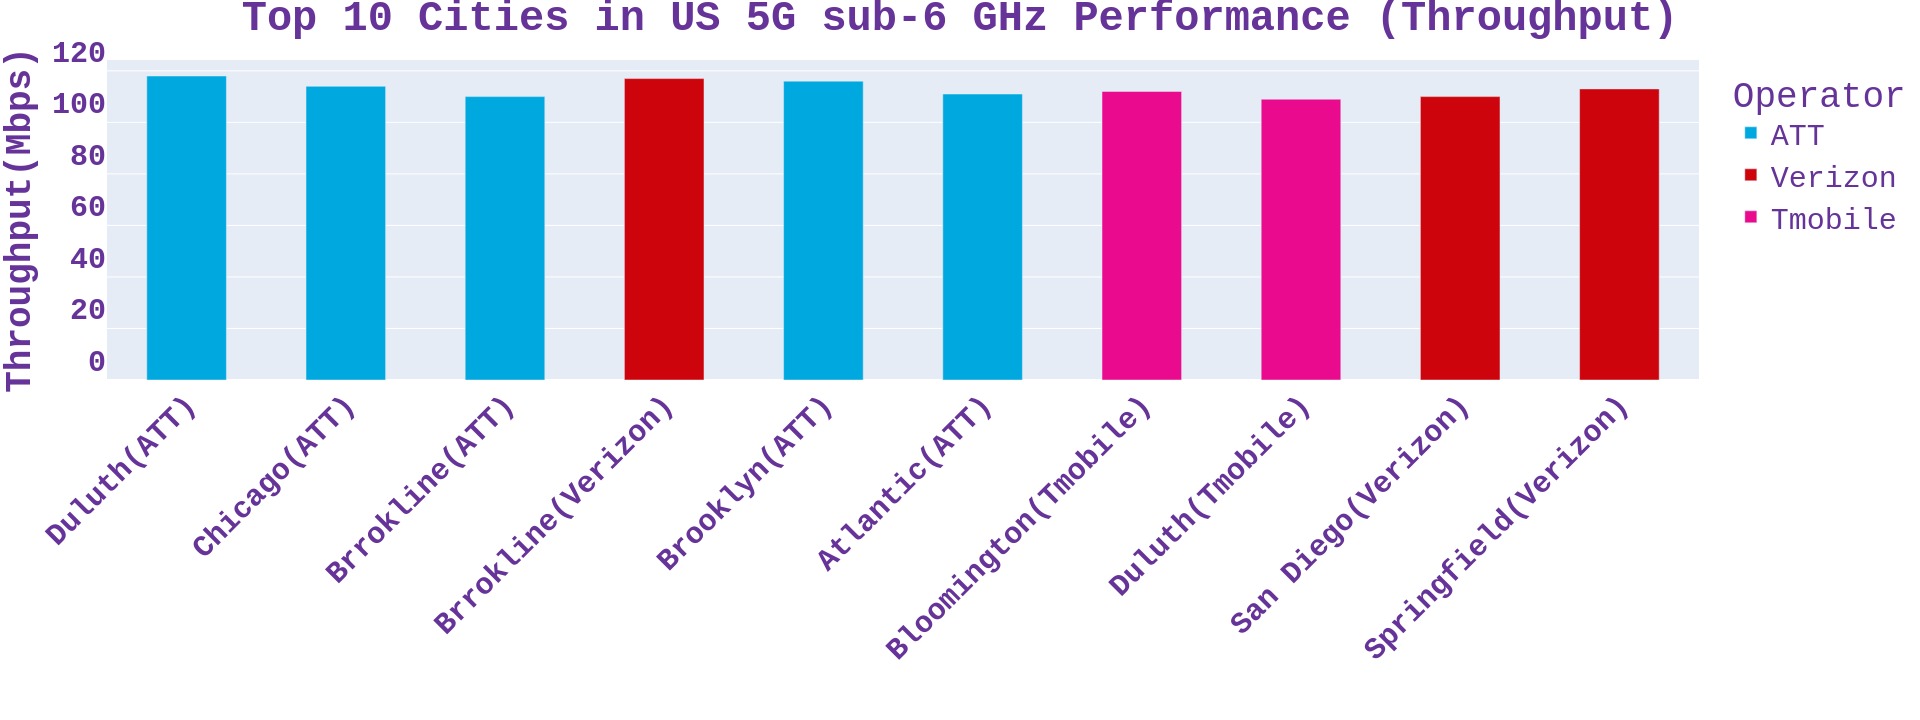 Top 10 Cities in US 5G sub-6 GHz Performance (Throughput)
Throughput(Mbps)
120
100
80
60
40
20
0
Duluth(ATT)
Chicago(ATT)
Brrokline(ATT)
Brrokline(Verizon)
Brooklyn(ATT)
Atlantic(ATT)
Bloomington(Tmobile)
Duluth(Tmobile)
San Diego(Verizon)
Springfield(Verizon)
Operator
ATT
Verizon
Tmobile